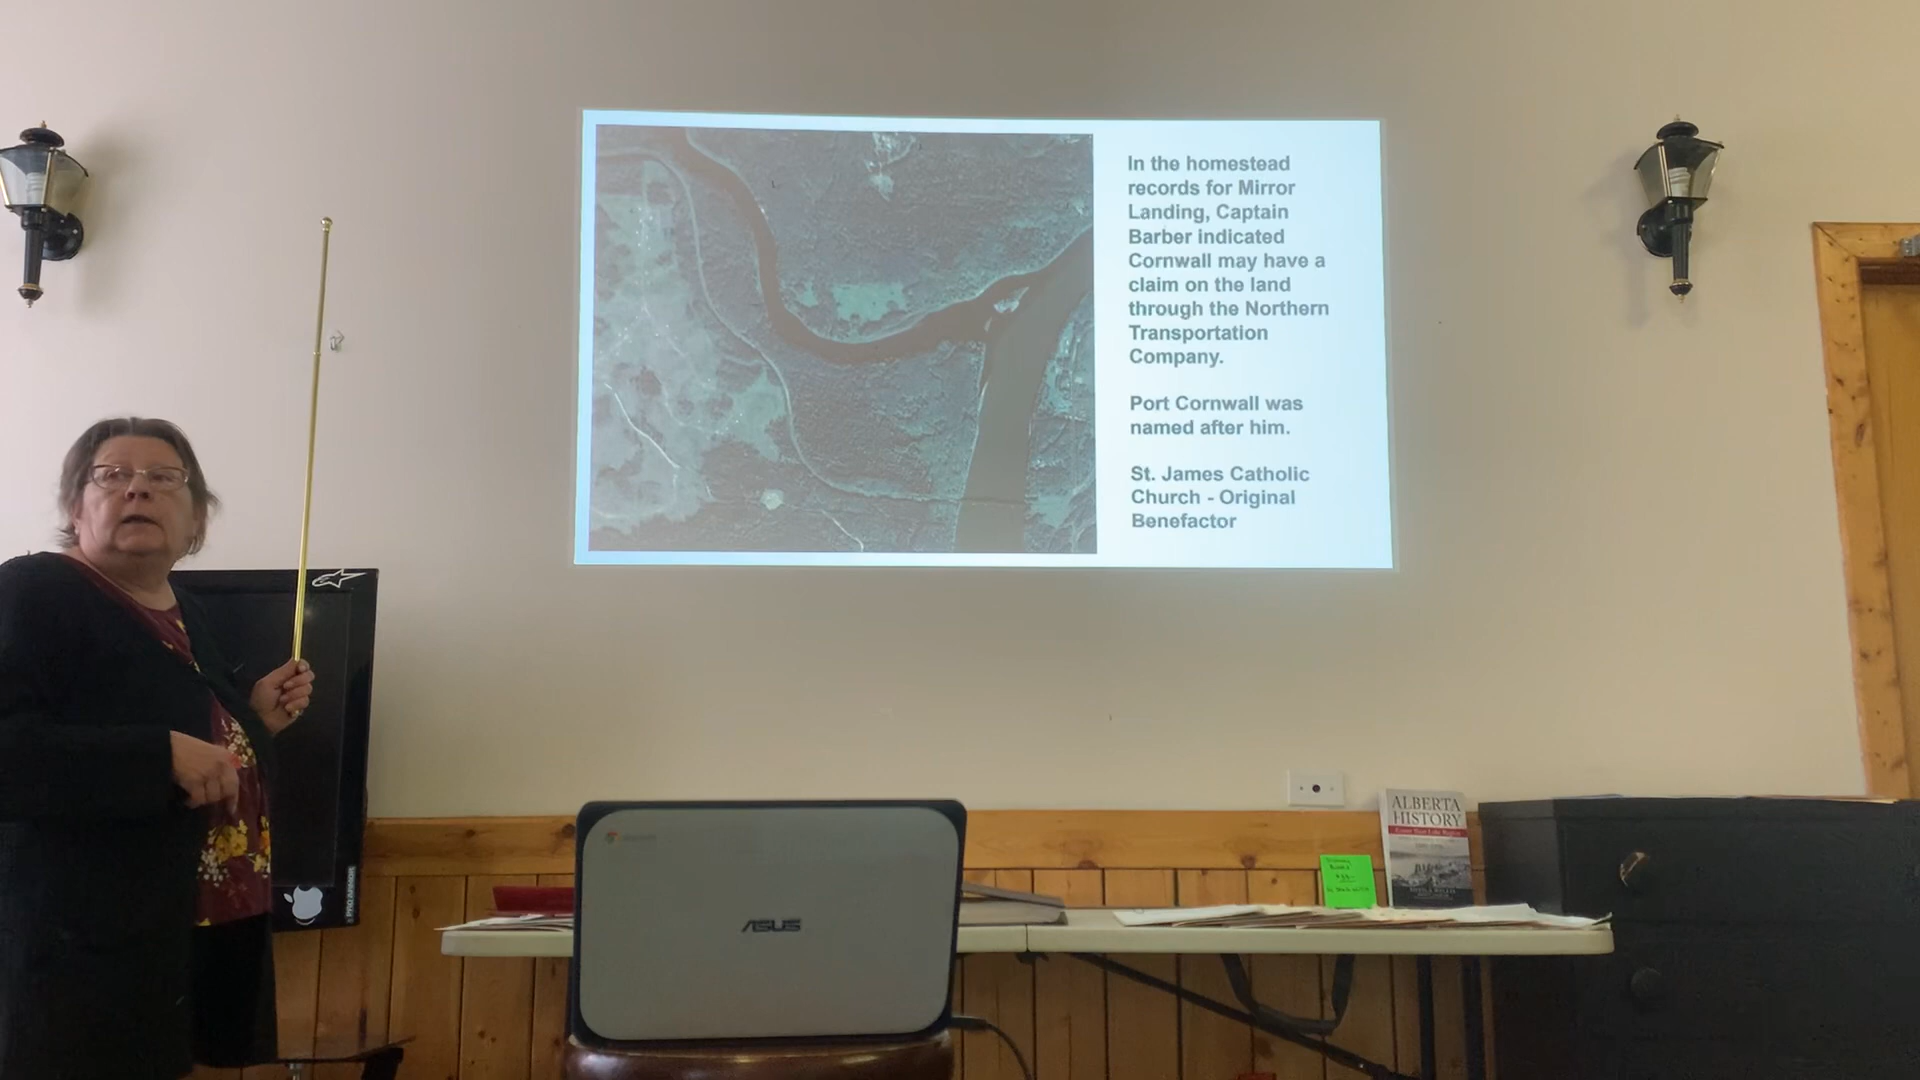 In the homestead
records for Mirror
Landing, Captain
Barber indicated
Cornwall may have a
claim on the land
through the Northern
Transportation
Company.
Port Cornwall was
named after him.
St. James Catholic
Church - Original
Benefactor
ASUS
ALBERTA
HISTORY